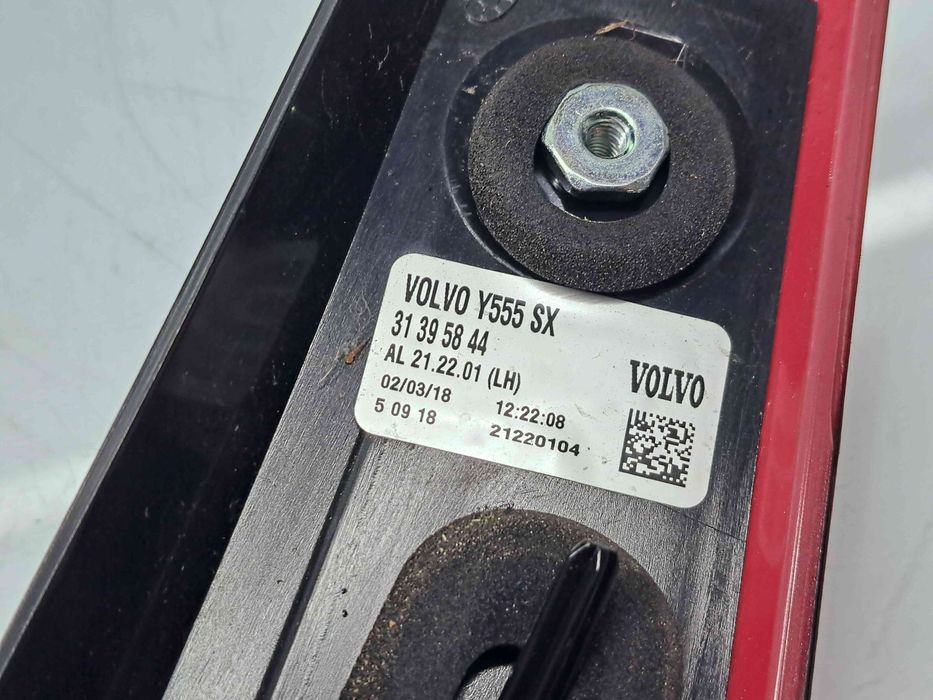 VOLVO Y555 SX
31 39 58 44
AL 21.22.01 (LH)
02/03/18 12:22:08
5 09 18 21220104
VOLVO